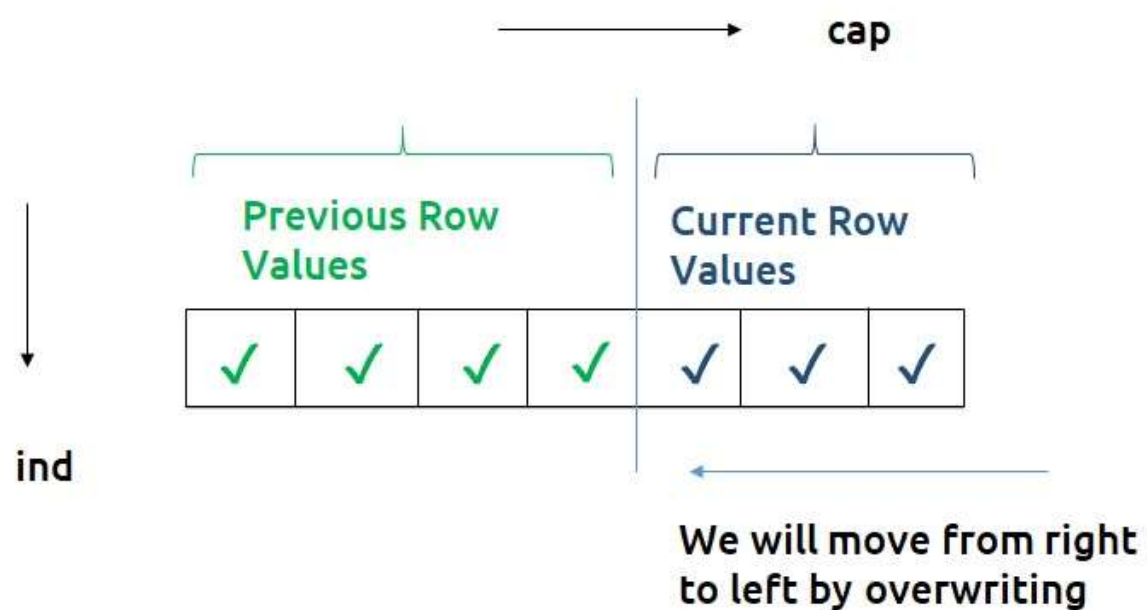 cap
Previous Row
Values
Current Row
Values
ind
We will move from right
to left by overwriting